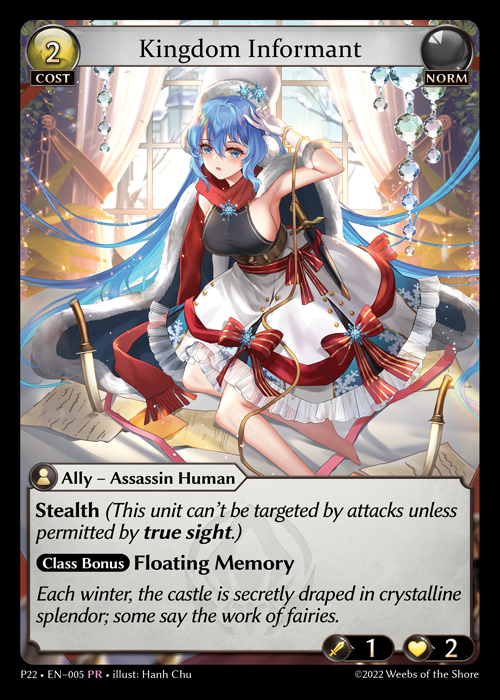 2 Kingdom Informant
COST NORM
Ally – Assassin Human
Stealth (This unit can't be targeted by attacks unless
permitted by true sight.)
Class Bonus Floating Memory
Each winter, the castle is secretly draped in crystalline
splendor; some say the work of fairies.
1 2
P22 • EN–005 PR • illust: Hanh Chu ©2022 Weebs of the Shore